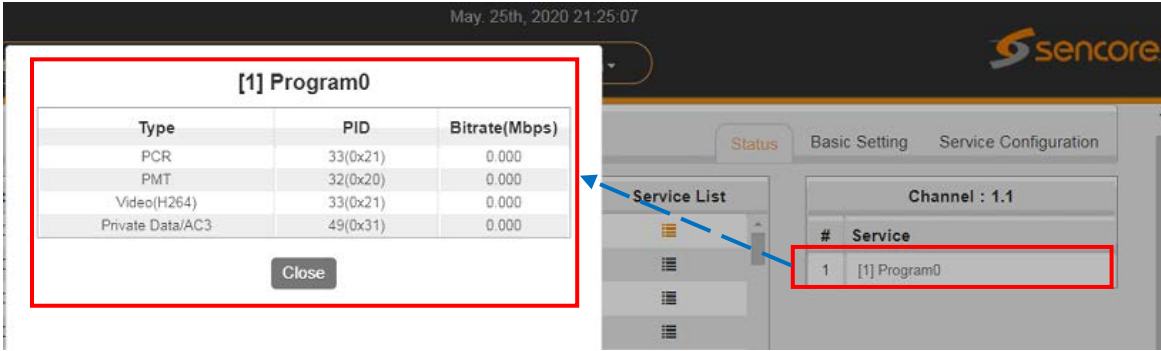 May. 25th, 2020 21:25:07
sencore
[1] Program0
Type PID Bitrate(Mbps)
PCR 33(0x21) 0.000
PMT 32(0x20) 0.000
Video(H264) 33(0x21) 0.000
Private Data/AC3 49(0x31) 0.000
Close
Status Basic Setting Service Configuration
Service List
Channel : 1.1
# Service
1 [1] Program0